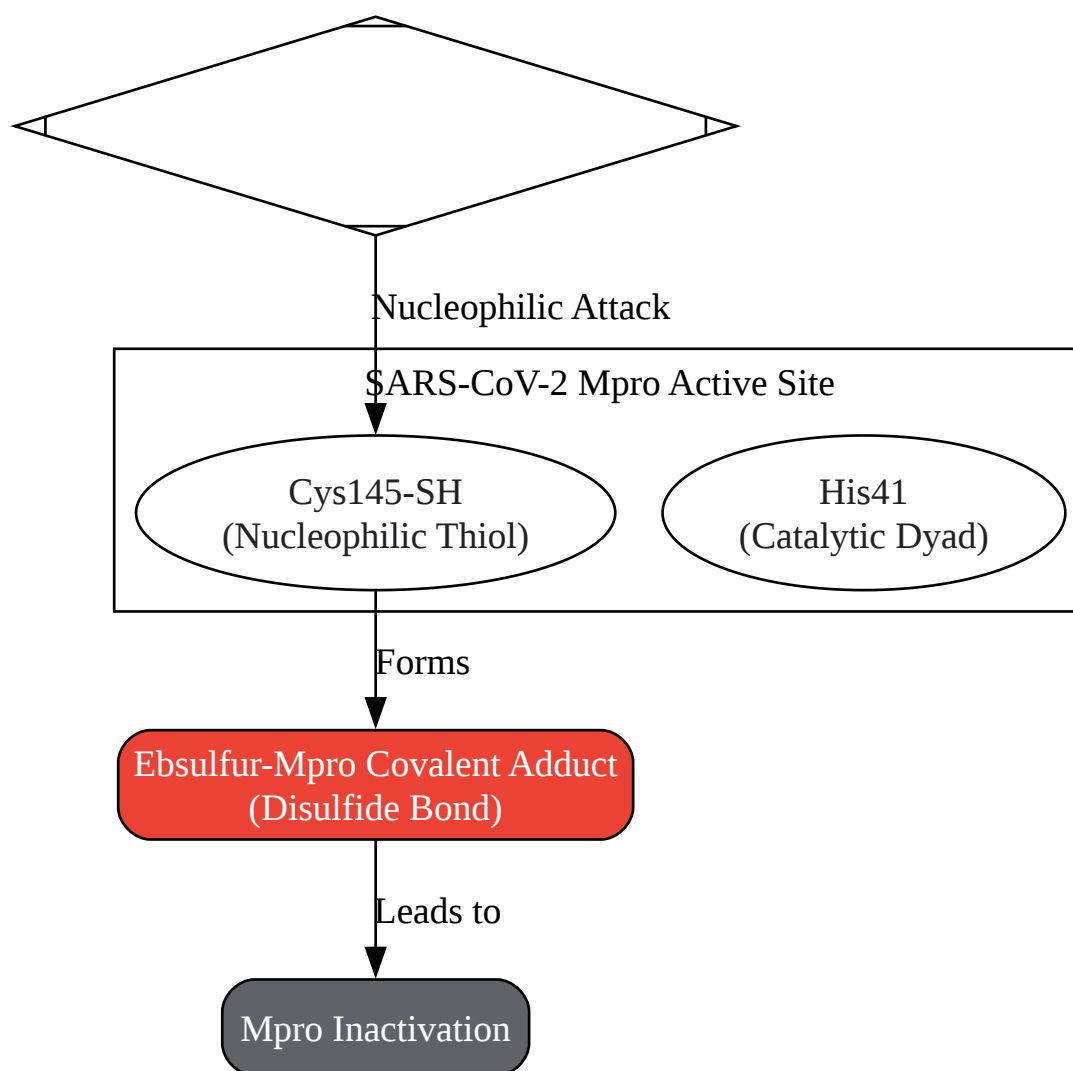 Nucleophilic Attack
SARS-CoV-2 Mpro Active Site
Cys145-SH
(Nucleophilic Thiol)
His41
(Catalytic Dyad)
Forms
Ebsulfur-Mpro Covalent Adduct
(Disulfide Bond)
Leads to
Mpro Inactivation